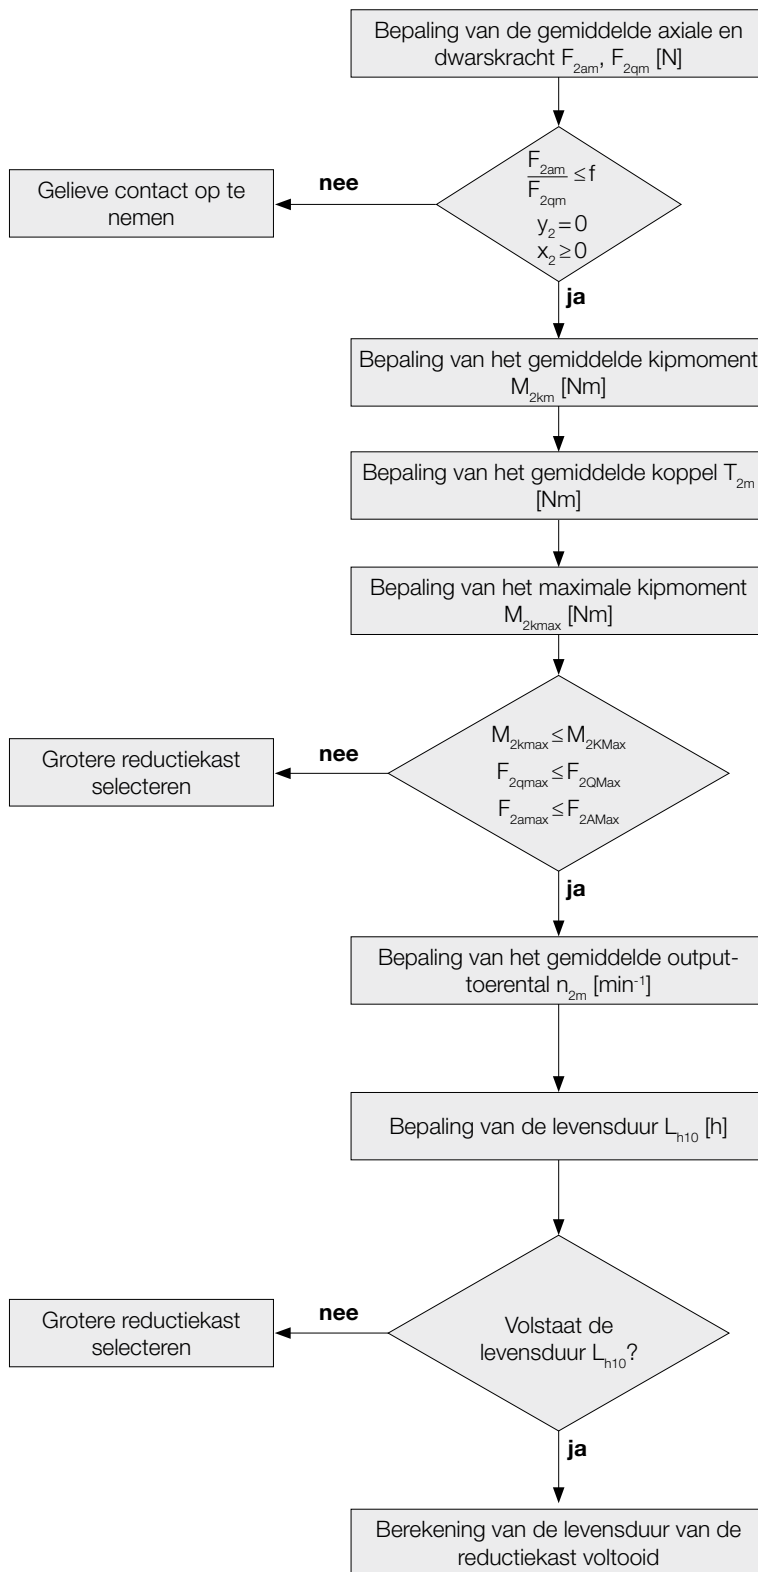 Bepaling van de gemiddelde axiale en
dwarskracht F2am, F2qm [N]
F2am
F2qm
≤ f
y2 = 0
x2 ≥ 0
nee
Gelieve contact op te
nemen
ja
Bepaling van het gemiddelde kipmoment
M2km [Nm]
Bepaling van het gemiddelde koppel T2m
[Nm]
Bepaling van het maximale kipmoment
M2kmax [Nm]
M2kmax ≤ M2KMax
F2qmax ≤ F2QMax
F2amax ≤ F2AMax
nee
Grotere reductiekast
selecteren
ja
Bepaling van het gemiddelde output-
toerental n2m [min-1]
Bepaling van de levensduur Lh10 [h]
Volstaat de
levensduur Lh10?
nee
Grotere reductiekast
selecteren
ja
Berekening van de levensduur van de
reductiekast voltooid